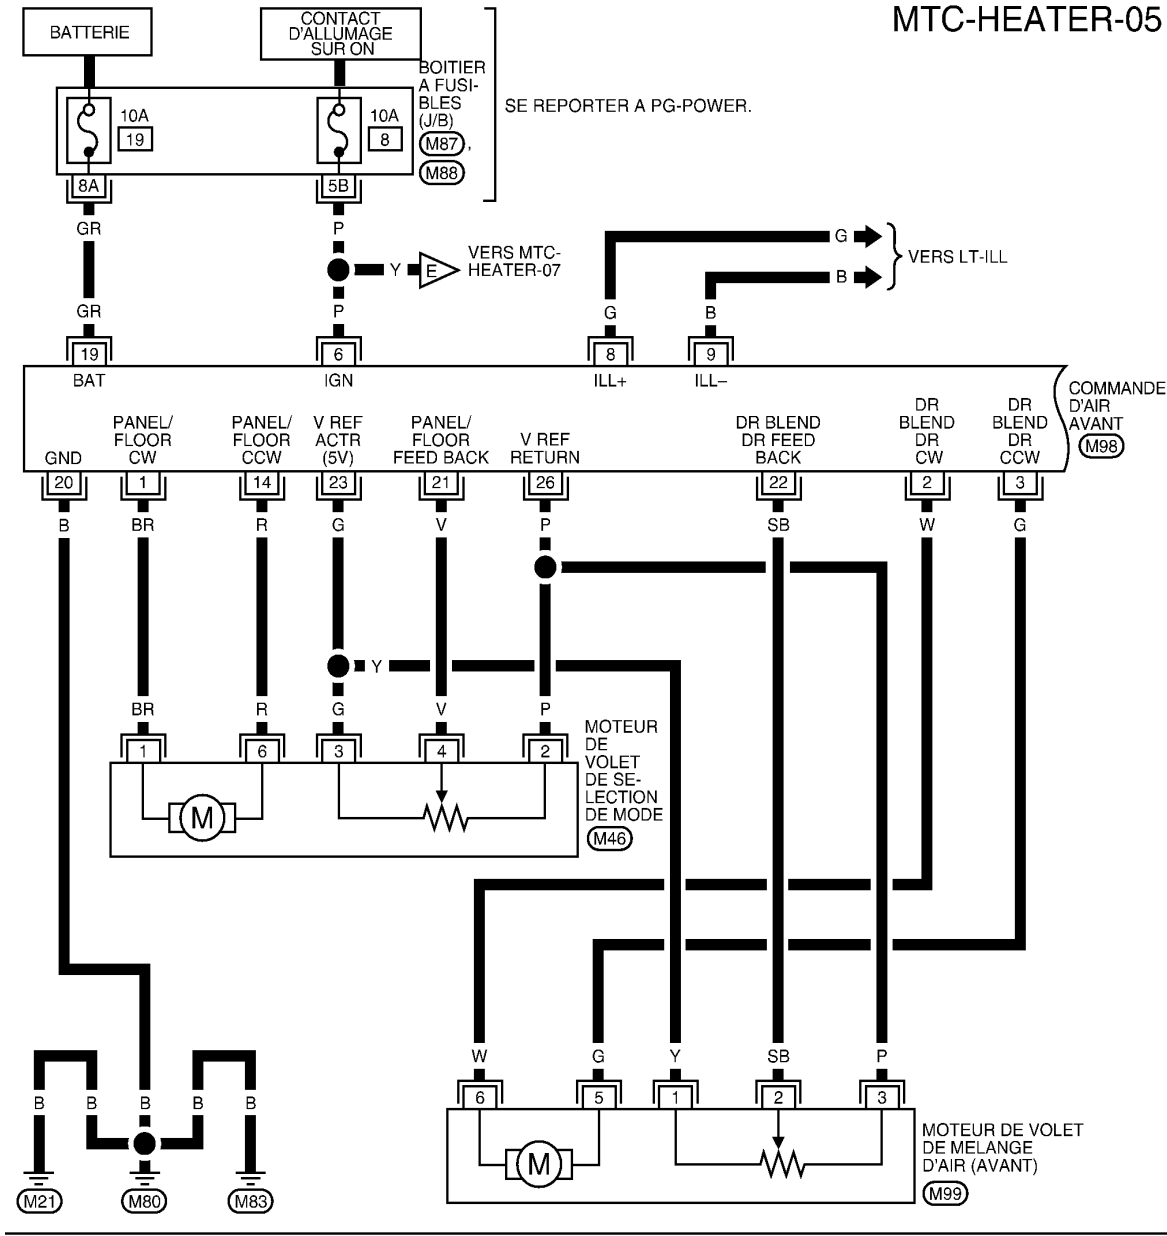 MTC-HEATER-05
BATTERIE
CONTACT
D'ALLUMAGE
SUR ON
BOITIER
A FUSI-
BLES
(J/B)
M87 ,
M88
SE REPORTER A PG-POWER.
10A
19
10A
8
8A
5B
GR
P
Y
E
VERS MTC-
HEATER-07
G
B
VERS LT-ILL
GR
P
G
B
19
6
8
9
BAT
IGN
ILL+
ILL–
COMMANDE
D'AIR
AVANT
M98
GND
PANEL/
FLOOR
CW
PANEL/
FLOOR
CCW
V REF
ACTR
(5V)
PANEL/
FLOOR
FEED BACK
V REF
RETURN
DR BLEND
DR FEED
BACK
DR
BLEND
DR
CW
DR
BLEND
DR
CCW
20
1
14
23
21
26
22
2
3
B
BR
R
G
V
P
SB
W
G
Y
BR
R
G
V
P
1
6
3
4
2
MOTEUR
DE
VOLET
DE SE-
LECTION
DE MODE
M46
M
W
G
Y
SB
P
6
5
1
2
3
M
MOTEUR DE VOLET
DE MELANGE
D'AIR (AVANT)
M99
B
B
B
B
B
M21
M80
M83